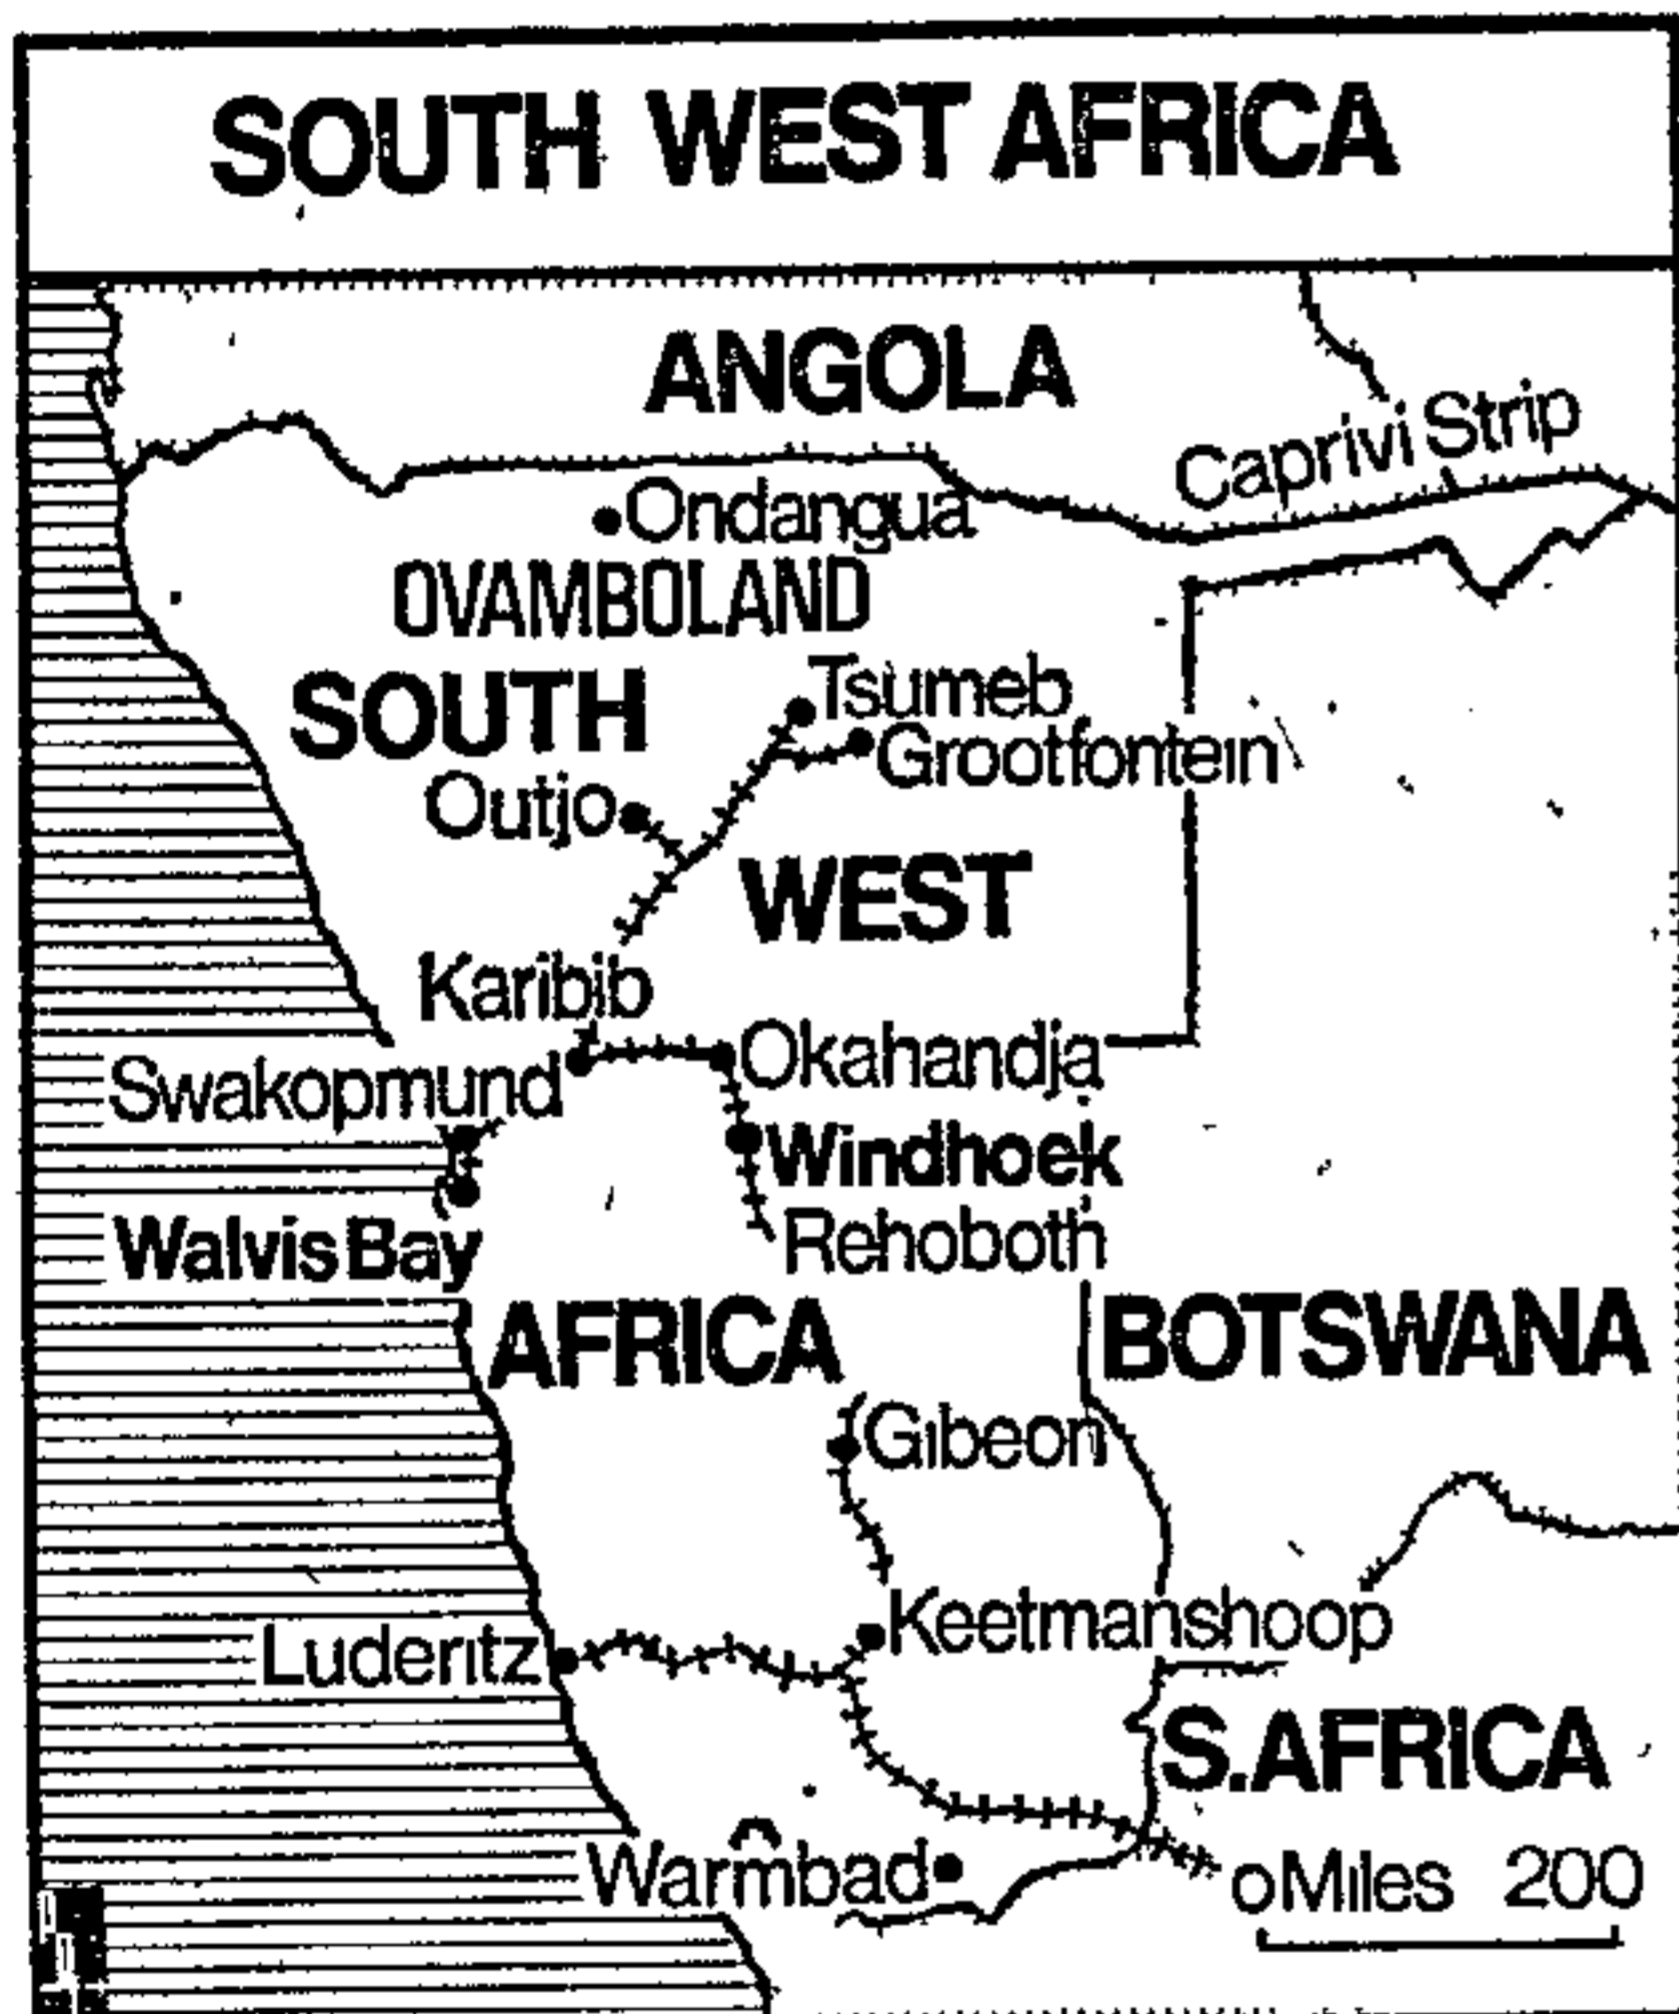 SOUTH WEST AFRICA
ANGOLA
Caprivi Strip
Ondangua
OVAMBOLAND
Tsumeb
SOUTH
Grootfontein
Outjo
WEST
Karibib
Okahandja
Swakopmund
Windhoek
Walvis Bay
Rehoboth
AFRICA
BOTSWANA
Gibeon
Keetmanshoop
Luderitz
S.AFRICA
Warmbad
0 Miles 200